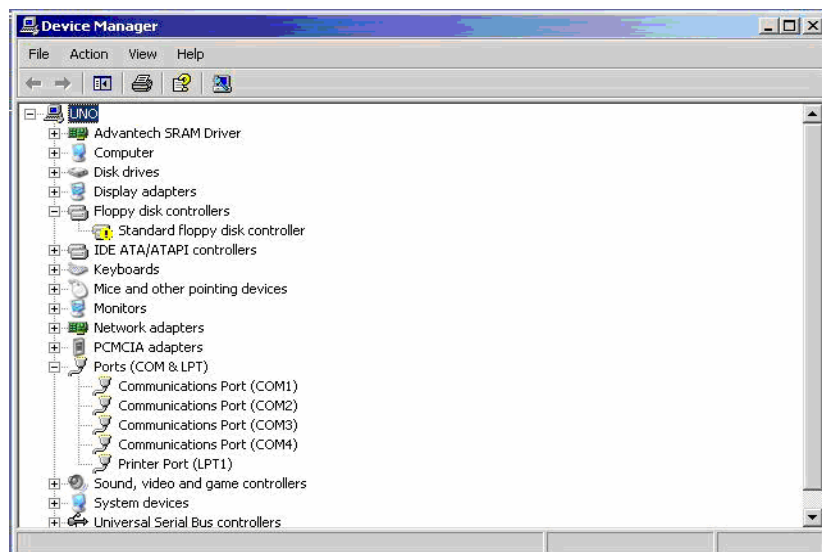 Device Manager
File Action View Help
UNO
Advantech SRAM Driver
Computer
Disk drives
Display adapters
Floppy disk controllers
Standard floppy disk controller
IDE ATA/ATAPI controllers
Keyboards
Mice and other pointing devices
Monitors
Network adapters
PCMCIA adapters
Ports (COM & LPT)
Communications Port (COM1)
Communications Port (COM2)
Communications Port (COM3)
Communications Port (COM4)
Printer Port (LPT1)
Sound, video and game controllers
System devices
Universal Serial Bus controllers